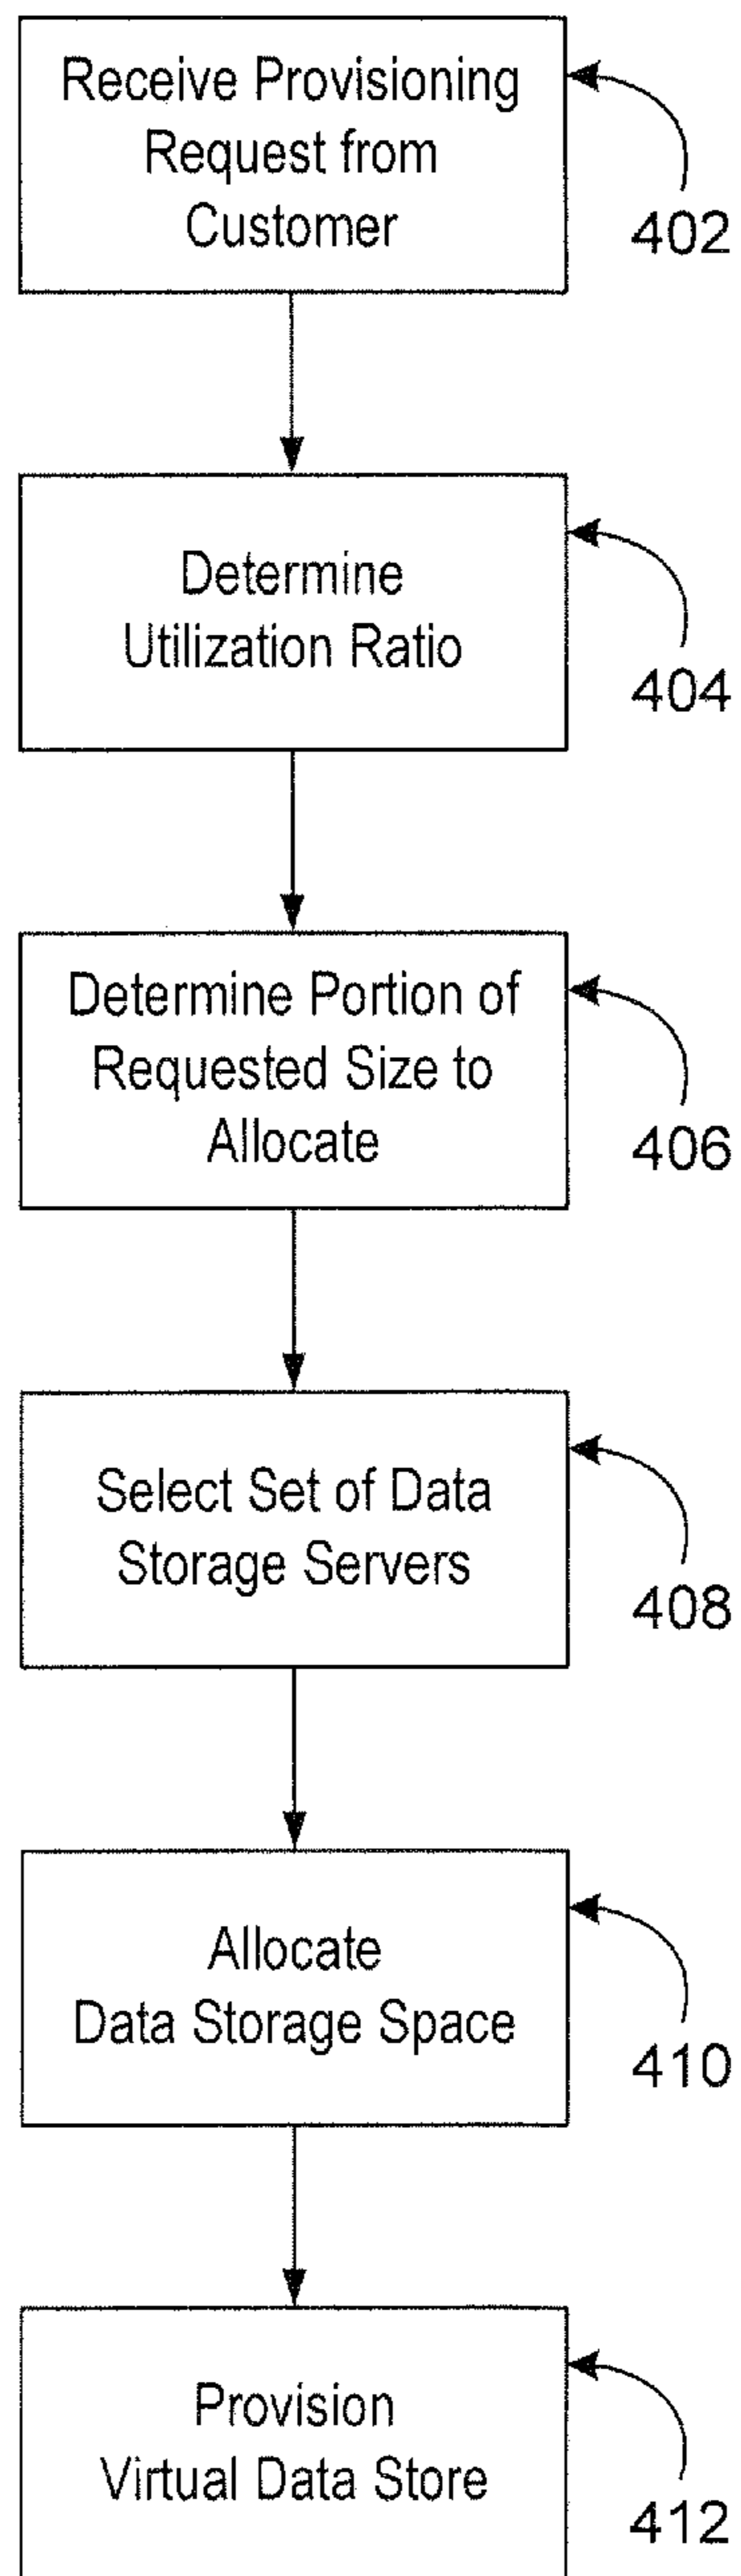 Receive Provisioning
Request from
Customer
402
Determine
Utilization Ratio
404
Determine Portion of
Requested Size to
Allocate
406
Select Set of Data
Storage Servers
408
Allocate
Data Storage Space
410
Provision
Virtual Data Store
412